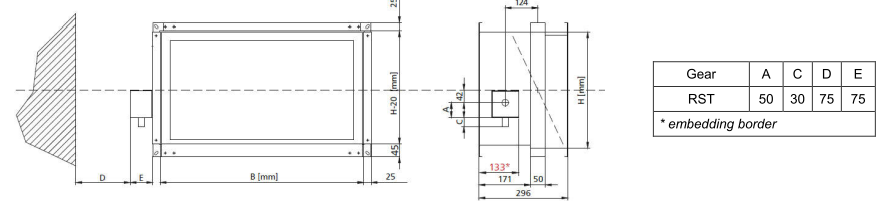 25
124
H-20 [mm]
45
D
E
B [mm]
25
42
A
C
H [mm]
133*
171
50
296
Gear A C D E
RST 50 30 75 75
* embedding border